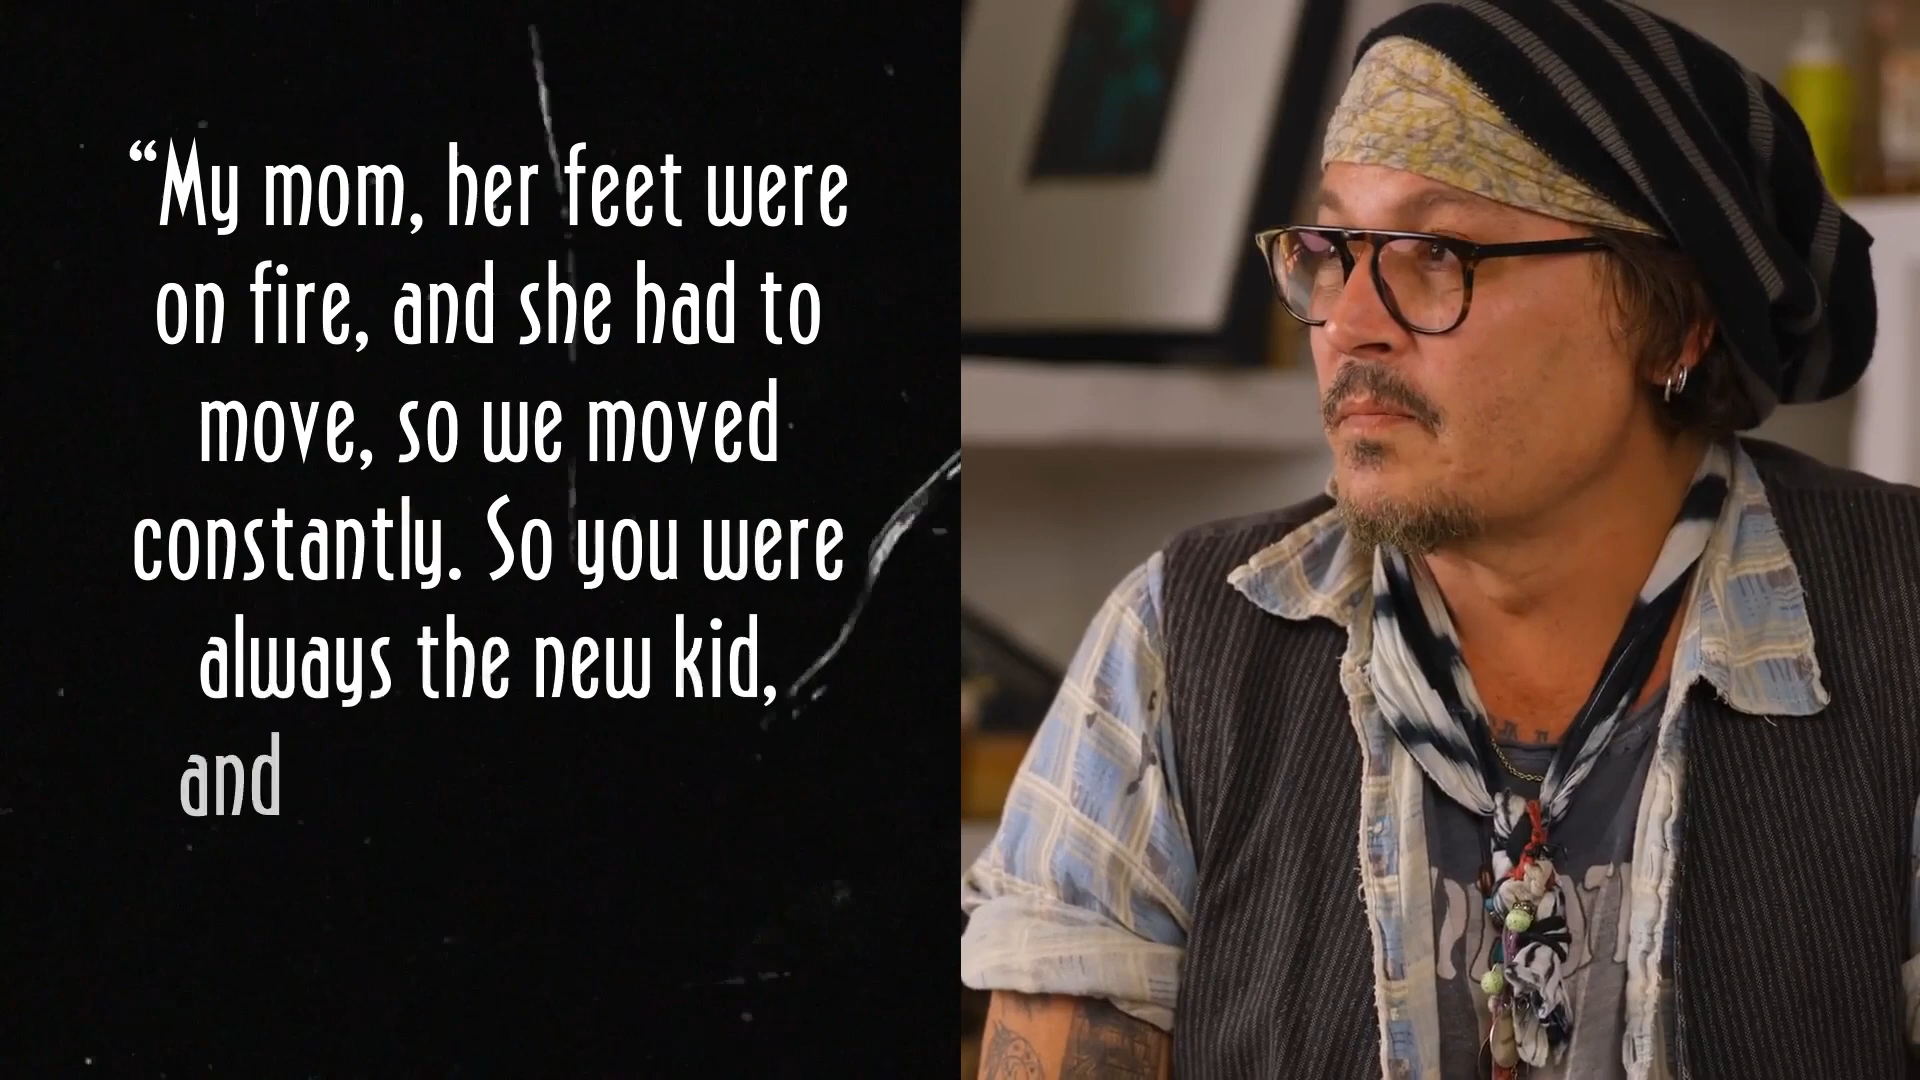 “My mom, her feet were
on fire, and she had to
move, so we moved
constantly. So you were
always the new kid,
and